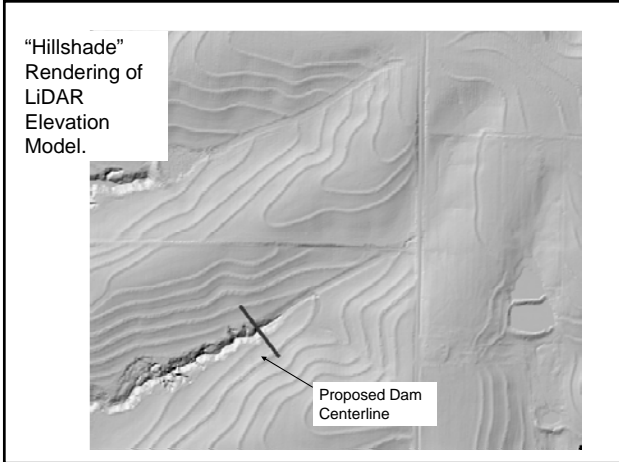 “Hillshade”
Rendering of
LiDAR
Elevation
Model.
Proposed Dam
Centerline